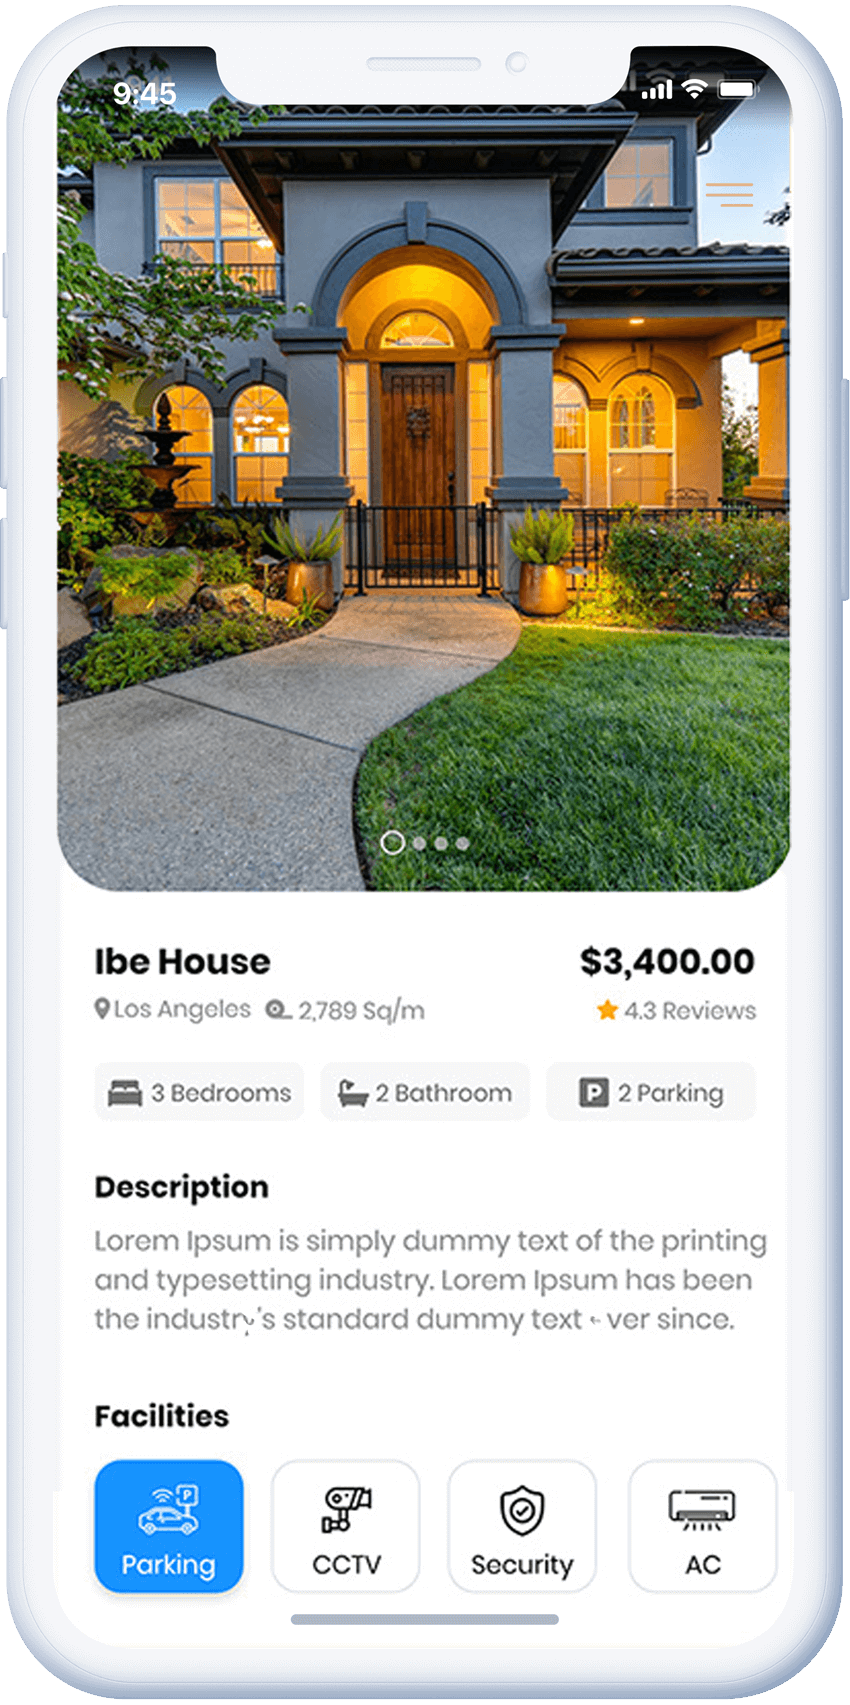 9:45
Ibe House
$3,400.00
Los Angeles 2,789 Sq/m
4.3 Reviews
3 Bedrooms
2 Bathroom
P 2 Parking
Description
Lorem Ipsum is simply dummy text of the printing
and typesetting industry. Lorem Ipsum has been
the industry's standard dummy text ver since.
Facilities
P
Parking
CCTV
Security
AC